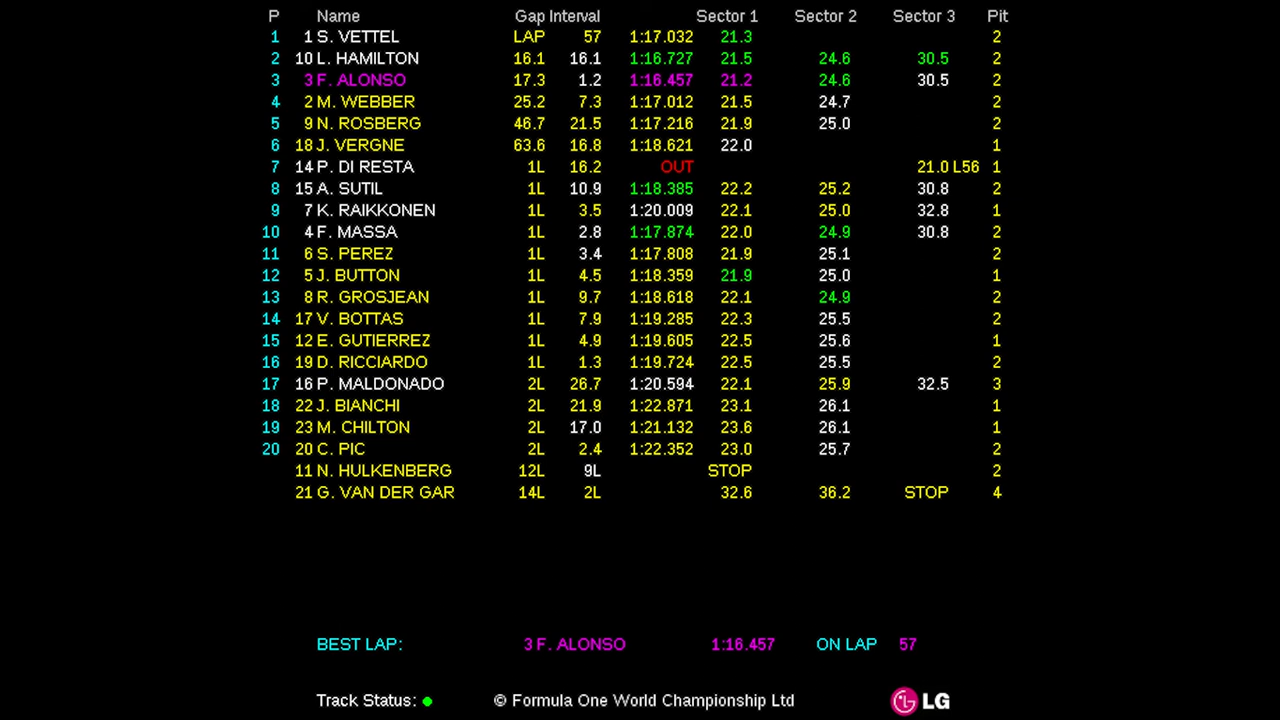 P Name Gap Interval Sector 1 Sector 2 Sector 3 Pit
1 1 S. VETTEL LAP 57 1:17.032 21.3 2
2 10 L. HAMILTON 16.1 16.1 1:16.727 21.5 24.6 30.5 2
3 3 F. ALONSO 17.3 1.2 1:16.457 21.2 24.6 30.5 2
4 2 M. WEBBER 25.2 7.3 1:17.012 21.5 24.7 2
5 9 N. ROSBERG 46.7 21.5 1:17.216 21.9 25.0 2
6 18 J. VERGNE 63.6 16.8 1:18.621 22.0 1
7 14 P. DI RESTA 1L 16.2 OUT 21.0 L56 1
8 15 A. SUTIL 1L 10.9 1:18.385 22.2 25.2 30.8 2
9 7 K. RAIKKONEN 1L 3.5 1:20.009 22.1 25.0 32.8 1
10 4 F. MASSA 1L 2.8 1:17.874 22.0 24.9 30.8 2
11 6 S. PEREZ 1L 3.4 1:17.808 21.9 25.1 2
12 5 J. BUTTON 1L 4.5 1:18.359 21.9 25.0 1
13 8 R. GROSJEAN 1L 9.7 1:18.618 22.1 24.9 2
14 17 V. BOTTAS 1L 7.9 1:19.285 22.3 25.5 2
15 12 E. GUTIERREZ 1L 4.9 1:19.605 22.5 25.6 1
16 19 D. RICCIARDO 1L 1.3 1:19.724 22.5 25.5 2
17 16 P. MALDONADO 2L 26.7 1:20.594 22.1 25.9 32.5 3
18 22 J. BIANCHI 2L 21.9 1:22.871 23.1 26.1 1
19 23 M. CHILTON 2L 17.0 1:21.132 23.6 26.1 1
20 20 C. PIC 2L 2.4 1:22.352 23.0 25.7 2
11 N. HULKENBERG 12L 9L STOP 2
21 G. VAN DER GAR 14L 2L 32.6 36.2 STOP 4
BEST LAP: 3 F. ALONSO 1:16.457 ON LAP 57
Track Status: © Formula One World Championship Ltd LG